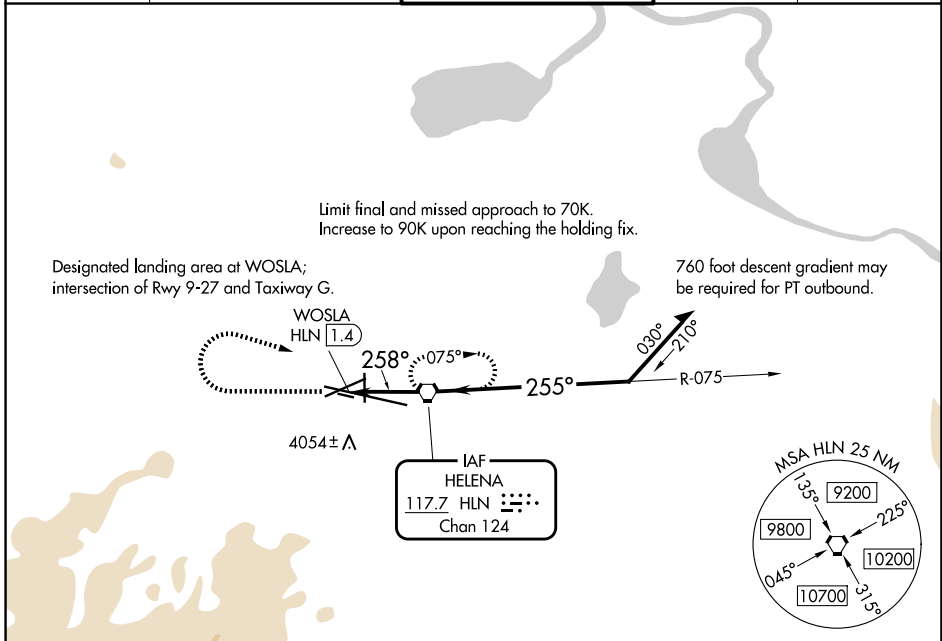 Limit final and missed approach to 70K.
Increase to 90K upon reaching the holding fix.
Designated landing area at WOSLA;
intersection of Rwy 9-27 and Taxiway G.
760 foot descent gradient may
be required for PT outbound.
WOSLA
HLN 1.4
258°
075°
255°
030°
210°
R-075
4054±
IAF
HELENA
117.7 HLN
Chan 124
MSA HLN 25 NM
135°
9200
225°
9800
10200
045°
10700
315°